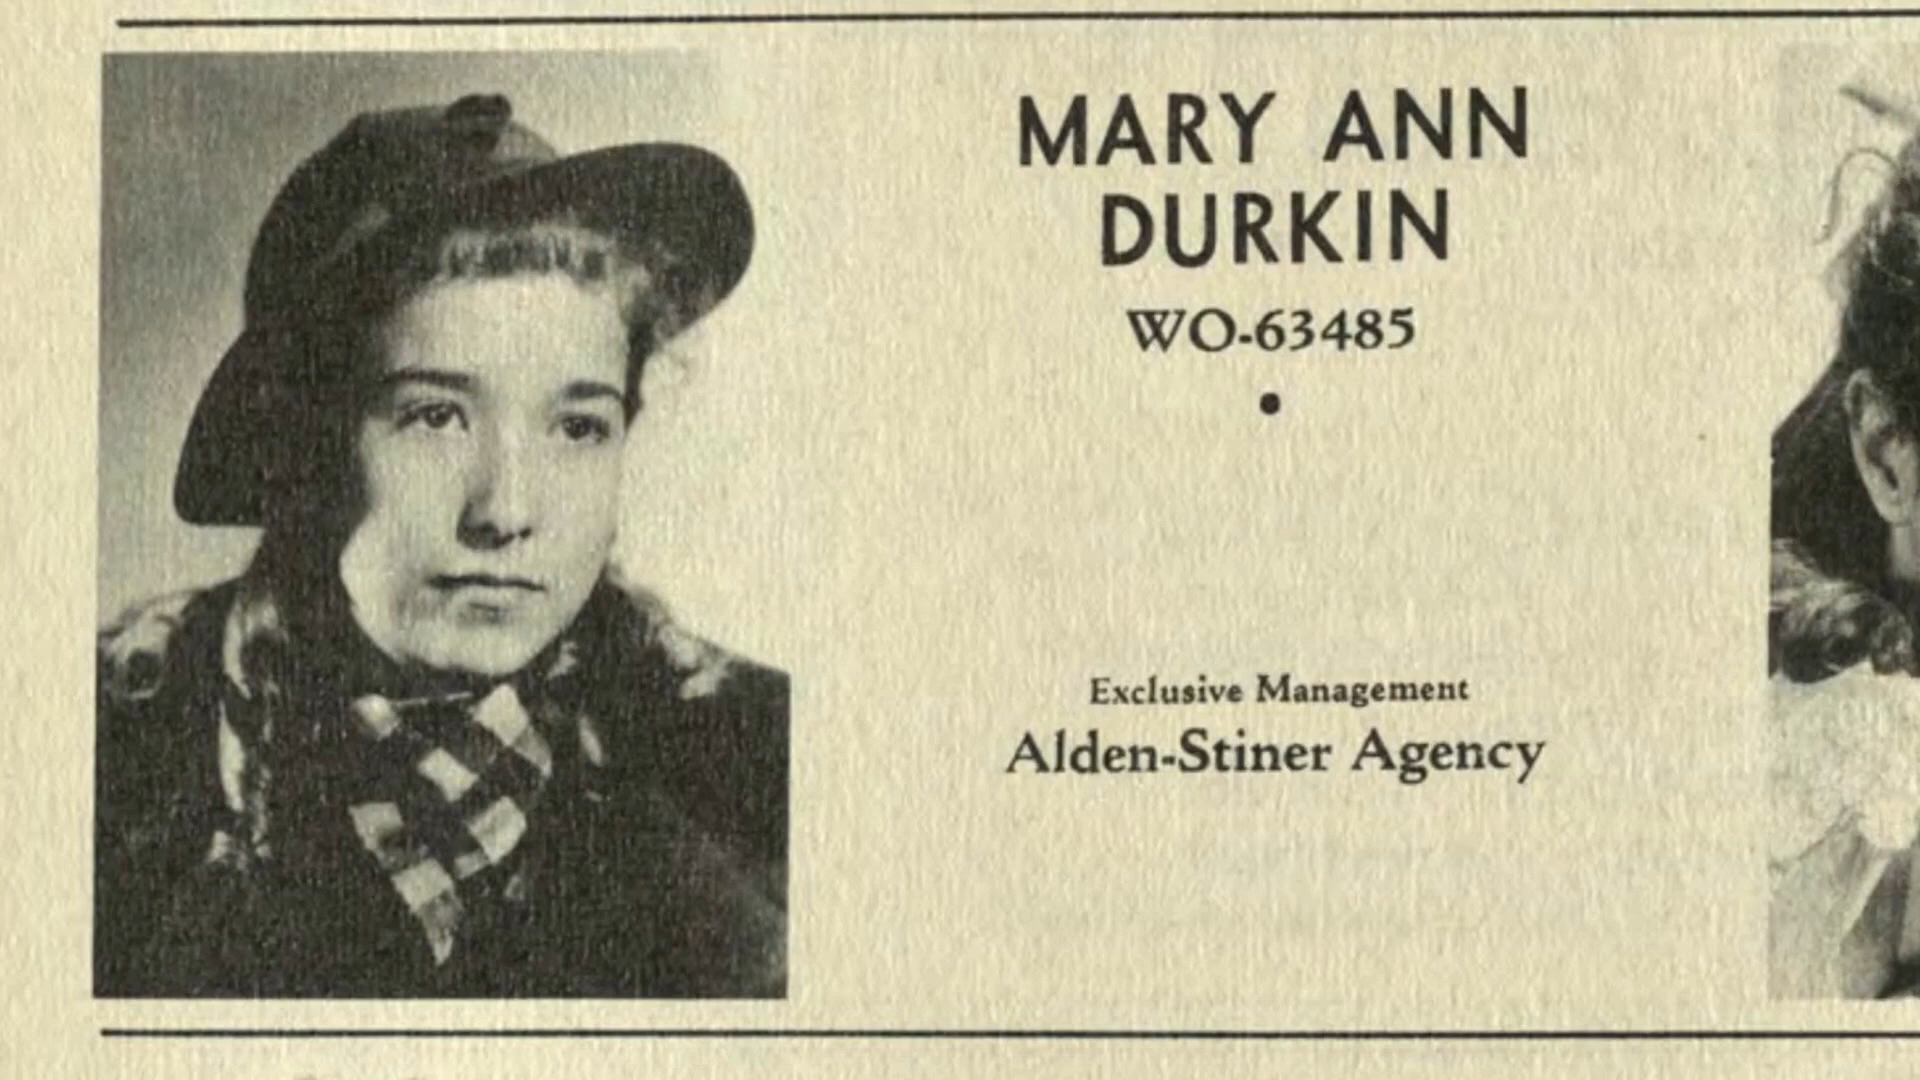 MARY ANN
DURKIN
WO-63485
•
Exclusive Management
Alden-Stiner Agency